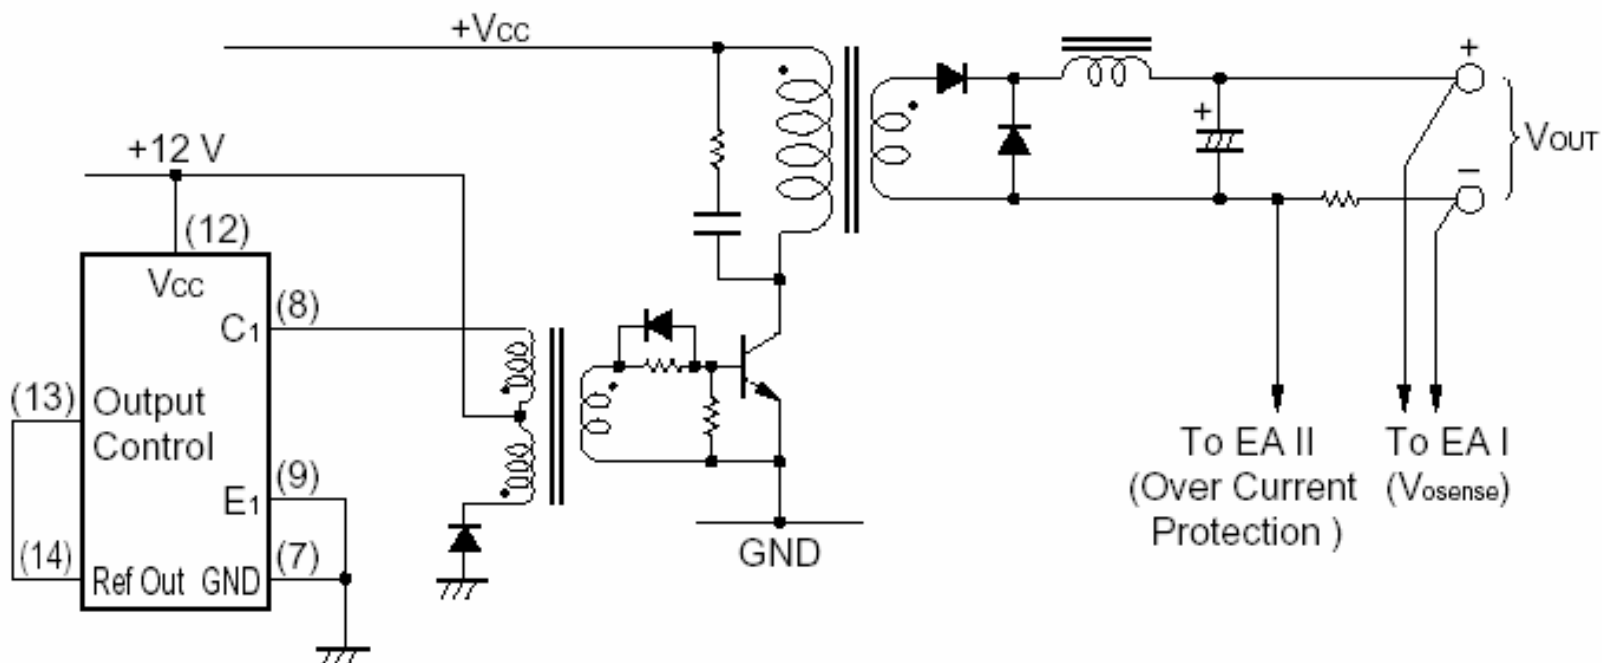 +Vcc
+
VOUT
−
+12 V
+
(12)
Vcc
(8)
C1
(13)
Output
Control
(9)
E1
(14)
Ref Out
GND
(7)
GND
To EA II
(Over Current
Protection )
To EA I
(Vosense)